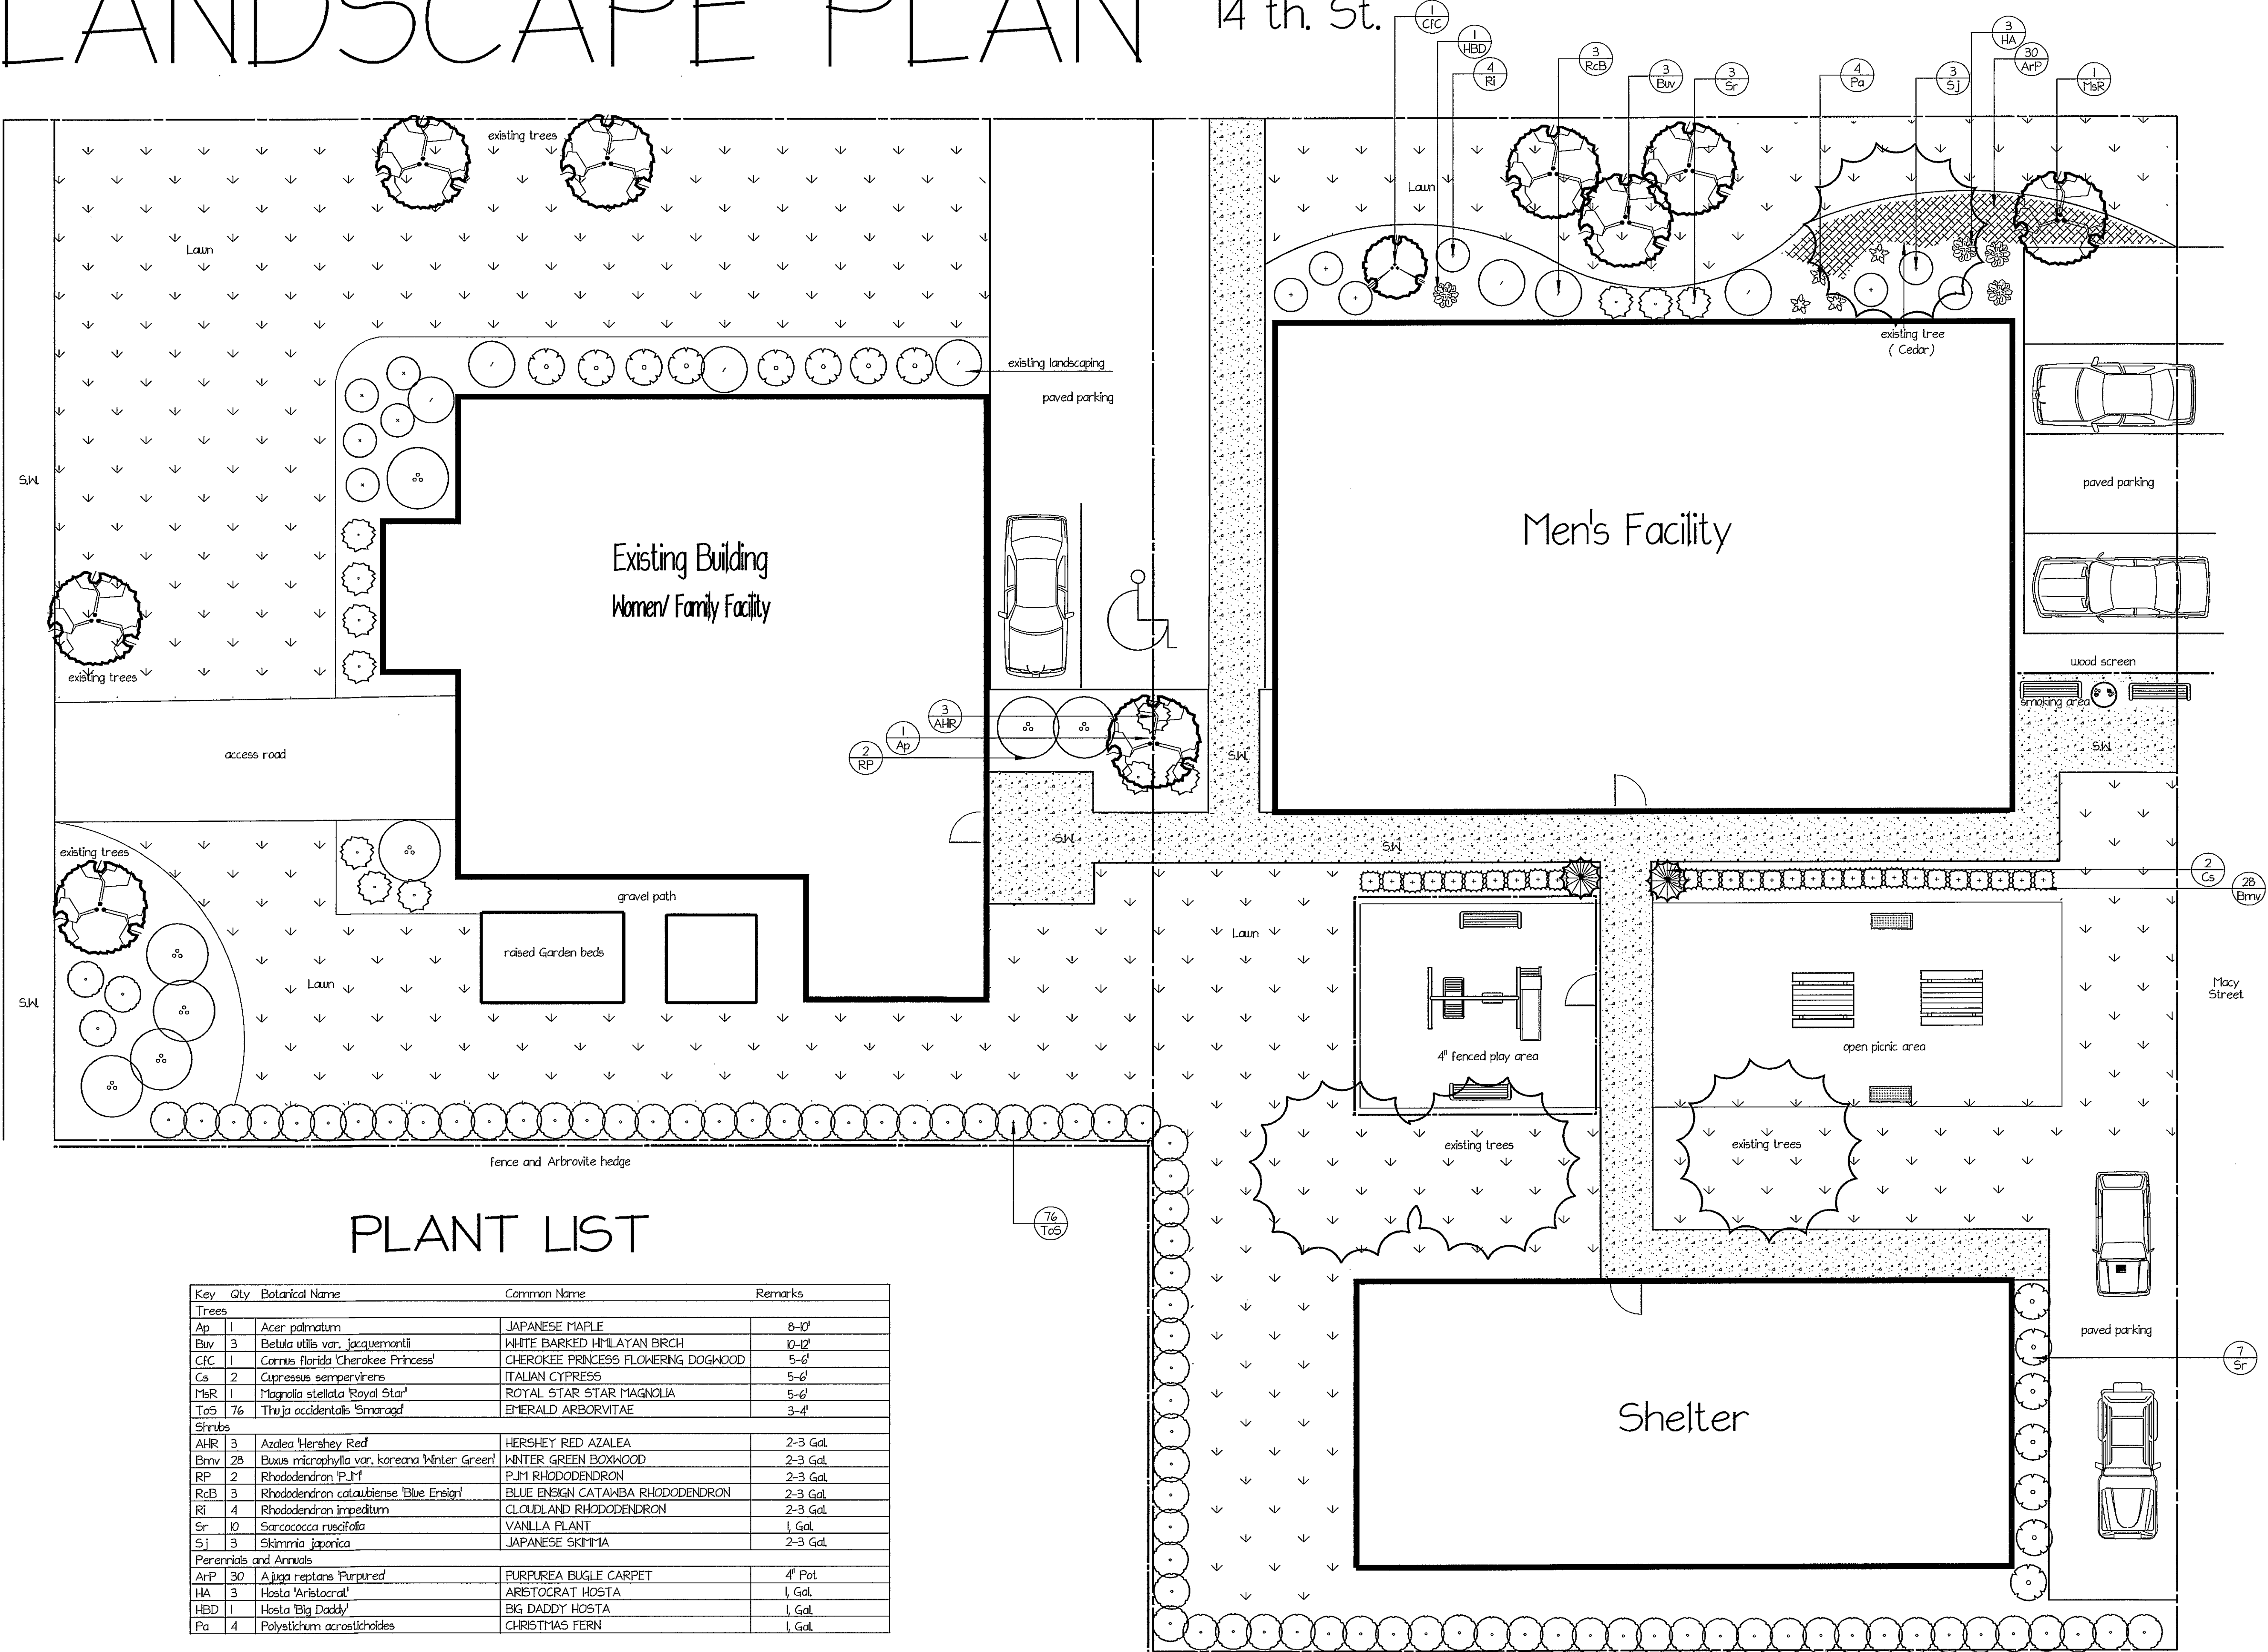 LANDSCAPE PLAN
14 th. St.
1
CfC
1
HBD
4
Ri
3
RcB
3
Buv
3
Sr
4
Pa
3
Sj
3
HA
30
ArP
1
MsR
existing trees
Lawn
Lawn
existing tree
( Cedar)
existing landscaping
paved parking
S.W.
paved parking
Men's Facility
Existing Building
Women/ Family Facility
existing trees
wood screen
smoking area
S.W.
3
AHR
1
Ap
2
RP
access road
S.W.
S.W.
S.W.
existing trees
2
Cs
28
Bmv
gravel path
raised Garden beds
Lawn
Lawn
S.W.
Macy
Street
4" fenced play area
open picnic area
existing trees
existing trees
fence and Arbrovite hedge
76
ToS
paved parking
7
Sr
Shelter
PLANT LIST
Key Qty Botanical Name Common Name Remarks
Trees
Ap 1 Acer palmatum JAPANESE MAPLE 8-10'
Buv 3 Betula utilis var. jacquemontii WHITE BARKED HIMLAYAN BIRCH 10-12'
CfC 1 Cornus florida 'Cherokee Princess' CHEROKEE PRINCESS FLOWERING DOGWOOD 5-6'
Cs 2 Cupressus sempervirens ITALIAN CYPRESS 5-6'
MsR 1 Magnolia stellata 'Royal Star' ROYAL STAR STAR MAGNOLIA 5-6'
ToS 76 Thuja occidentalis 'Smaragd' EMERALD ARBORVITAE 3-4'
Shrubs
AHR 3 Azalea 'Hershey Red' HERSHEY RED AZALEA 2-3 Gal.
Bmv 28 Buxus microphylla var. koreana 'Winter Green' WINTER GREEN BOXWOOD 2-3 Gal.
RP 2 Rhododendron 'PJM' PJM RHODODENDRON 2-3 Gal.
RcB 3 Rhododendron cataubiense 'Blue Ensign' BLUE ENSIGN CATAWBA RHODODENDRON 2-3 Gal.
Ri 4 Rhododendron impeditum CLOUDLAND RHODODENDRON 2-3 Gal.
Sr 10 Sarcococca ruscifolia VANILLA PLANT 1, Gal.
Sj 3 Skimmia japonica JAPANESE SKIMMIA 2-3 Gal.
Perennials and Annuals
ArP 30 Ajuga reptans 'Purpured' PURPUREA BUGLE CARPET 4" Pot
HA 3 Hosta 'Aristocrat' ARISTOCRAT HOSTA 1, Gal.
HBD 1 Hosta 'Big Daddy' BIG DADDY HOSTA 1, Gal.
Pa 4 Polystichum acrostichoides CHRISTMAS FERN 1, Gal.